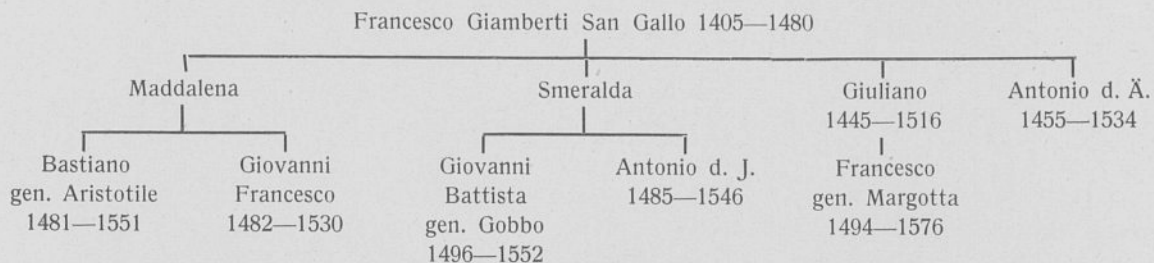 Francesco Giamberti San Gallo 1405—1480
Maddalena
Smeralda
Giuliano
1445—1516
Antonio d. Ä.
1455—1534
Bastiano
gen. Aristotile
1481—1551
Giovanni
Francesco
1482—1530
Giovanni
Battista
gen. Gobbo
1496—1552
Antonio d. J.
1485—1546
Francesco
gen. Margotta
1494—1576